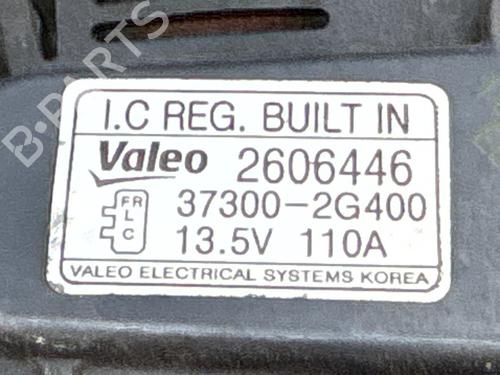 B-PARTS
I.C REG. BUILT IN
Valeo 2606446
FR 37300-2G400
L
C 13.5V 110A
VALEO ELECTRICAL SYSTEMS KOREA